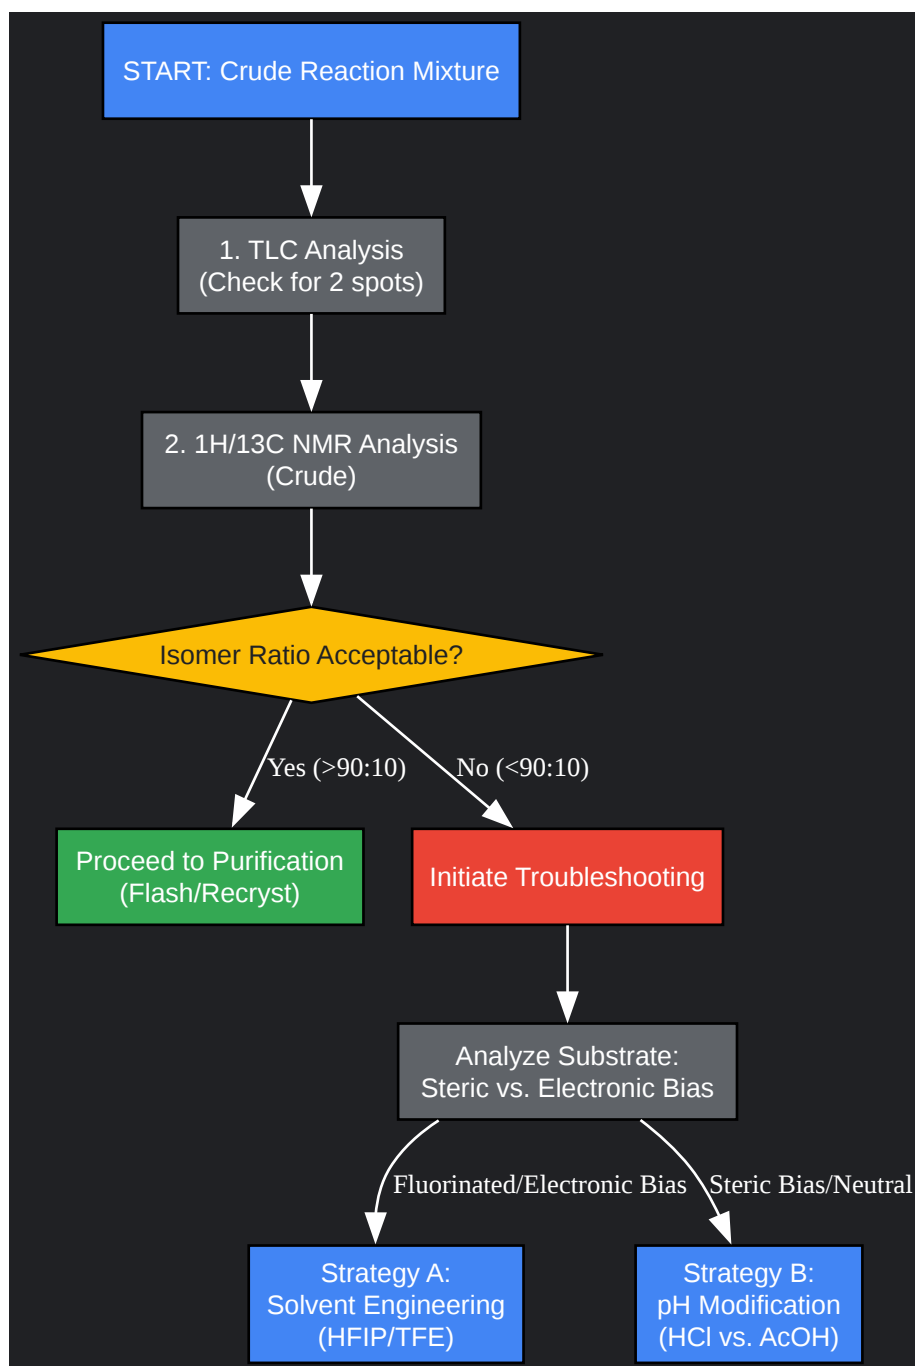 START: Crude Reaction Mixture
1. TLC Analysis
(Check for 2 spots)
2. 1H/13C NMR Analysis
(Crude)
Isomer Ratio Acceptable?
Yes (>90:10)
No (<90:10)
Proceed to Purification
(Flash/Recryst)
Initiate Troubleshooting
Analyze Substrate:
Steric vs. Electronic Bias
Fluorinated/Electronic Bias
Steric Bias/Neutral
Strategy A:
Solvent Engineering
(HFIP/TFE)
Strategy B:
pH Modification
(HCl vs. AcOH)